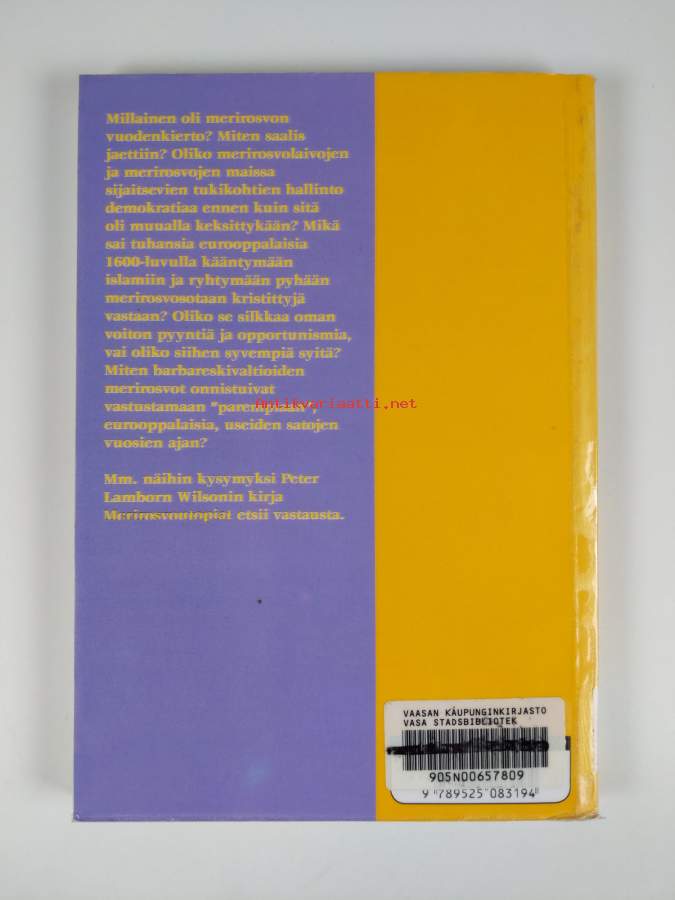 Millainen oli merirosvon
vuodenkierto? Miten saalis
jaettiin? Oliko merirosvolaivojen
ja merirosvojen maissa
sijaitsevien tukikohtien hallinto
demokratiaa ennen kuin sitä
oli muualla keksittykään? Mikä
sai tuhansia eurooppalaisia
1600-luvulla kääntymään
islamiin ja ryhtymään pyhään
merirosvosotaan kristittyjä
vastaan? Oliko se silkkaa oman
voiton pyyntiä ja opportunismia,
vai oliko siihen syvempiä syitä?
Miten barbareskivaltioiden
merirosvot onnistuivat
vastustamaan "parempiaan",
eurooppalaisia, useiden satojen
vuosien ajan?
Mm. näihin kysymyksi Peter
Lamborn Wilsonin kirja
Merirosvoutopiat etsii vastausta.
Antikvariaatti.net
VAASAN KAUPUNGINKIRJASTO
VASA STADSBIBLIOTEK
905N00657809
9 789525 083194